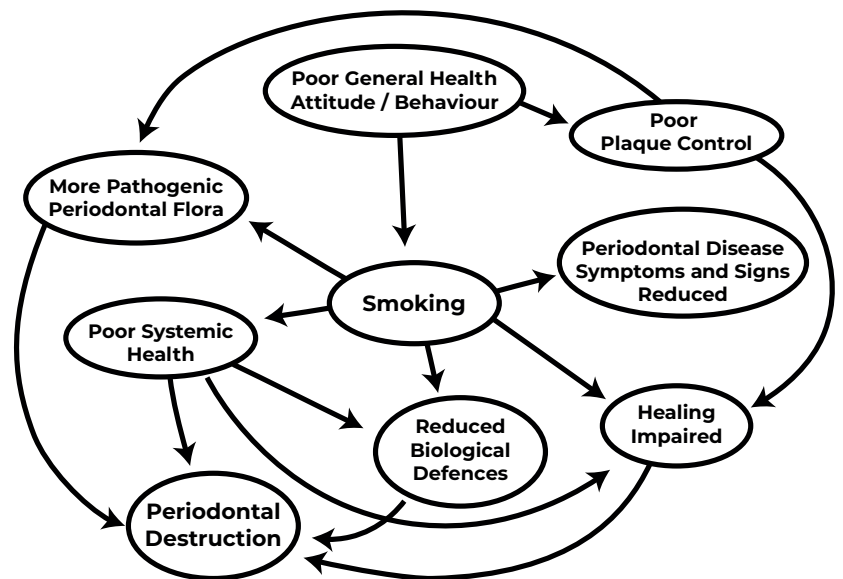 Poor General Health
Attitude / Behaviour
Poor
Plaque Control
More Pathogenic
Periodontal Flora
Periodontal Disease
Symptoms and Signs
Reduced
Smoking
Poor Systemic
Health
Reduced
Biological
Defences
Healing
Impaired
Periodontal
Destruction